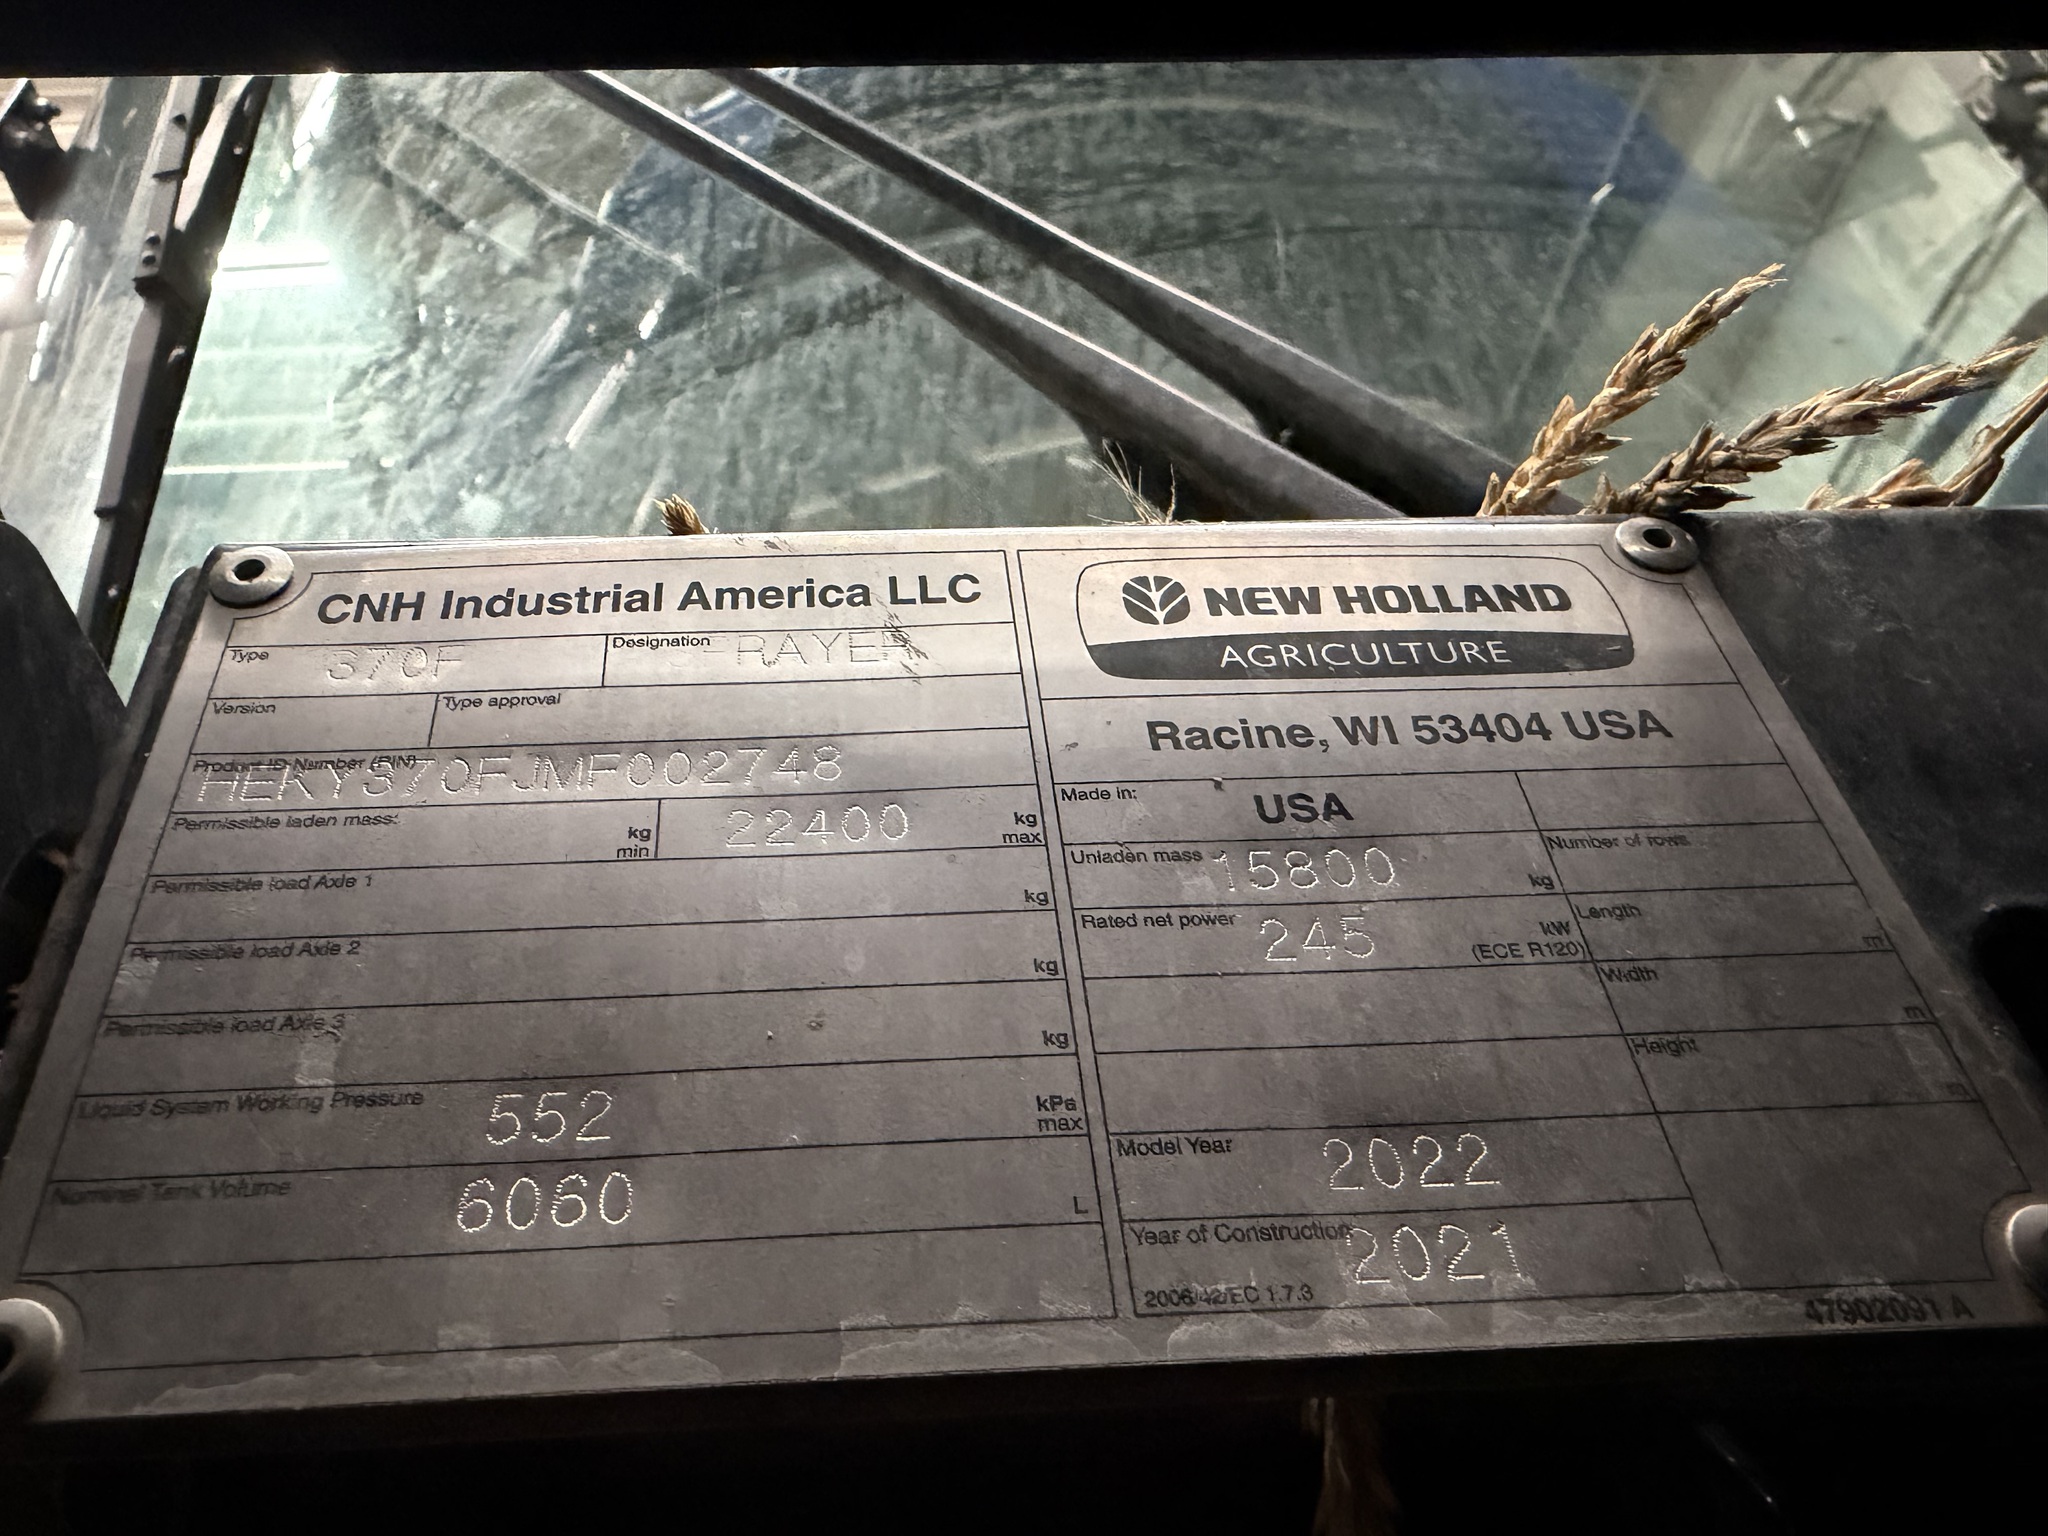 CNH Industrial America LLC
Type 370F
Designation SPRAYER
Version
Type approval
Product ID Number (PIN)
HEKY370FJMF002748
Permissible laden mass:
kg min
22400 kg max
Permissible load Axle 1 kg
Permissible load Axle 2 kg
Permissible load Axle 3 kg
Liquid System Working Pressure 552 kPa max
Nominal Tank Volume 6060 L
NEW HOLLAND
AGRICULTURE
Racine, WI 53404 USA
Made in: USA
Unladen mass 15800 kg
Number of rows
Rated net power 245 kW (ECE R120)
Length m
Width m
Height m
Model Year 2022
Year of Construction 2021
2006/42/EC 1.7.3
47902091 A